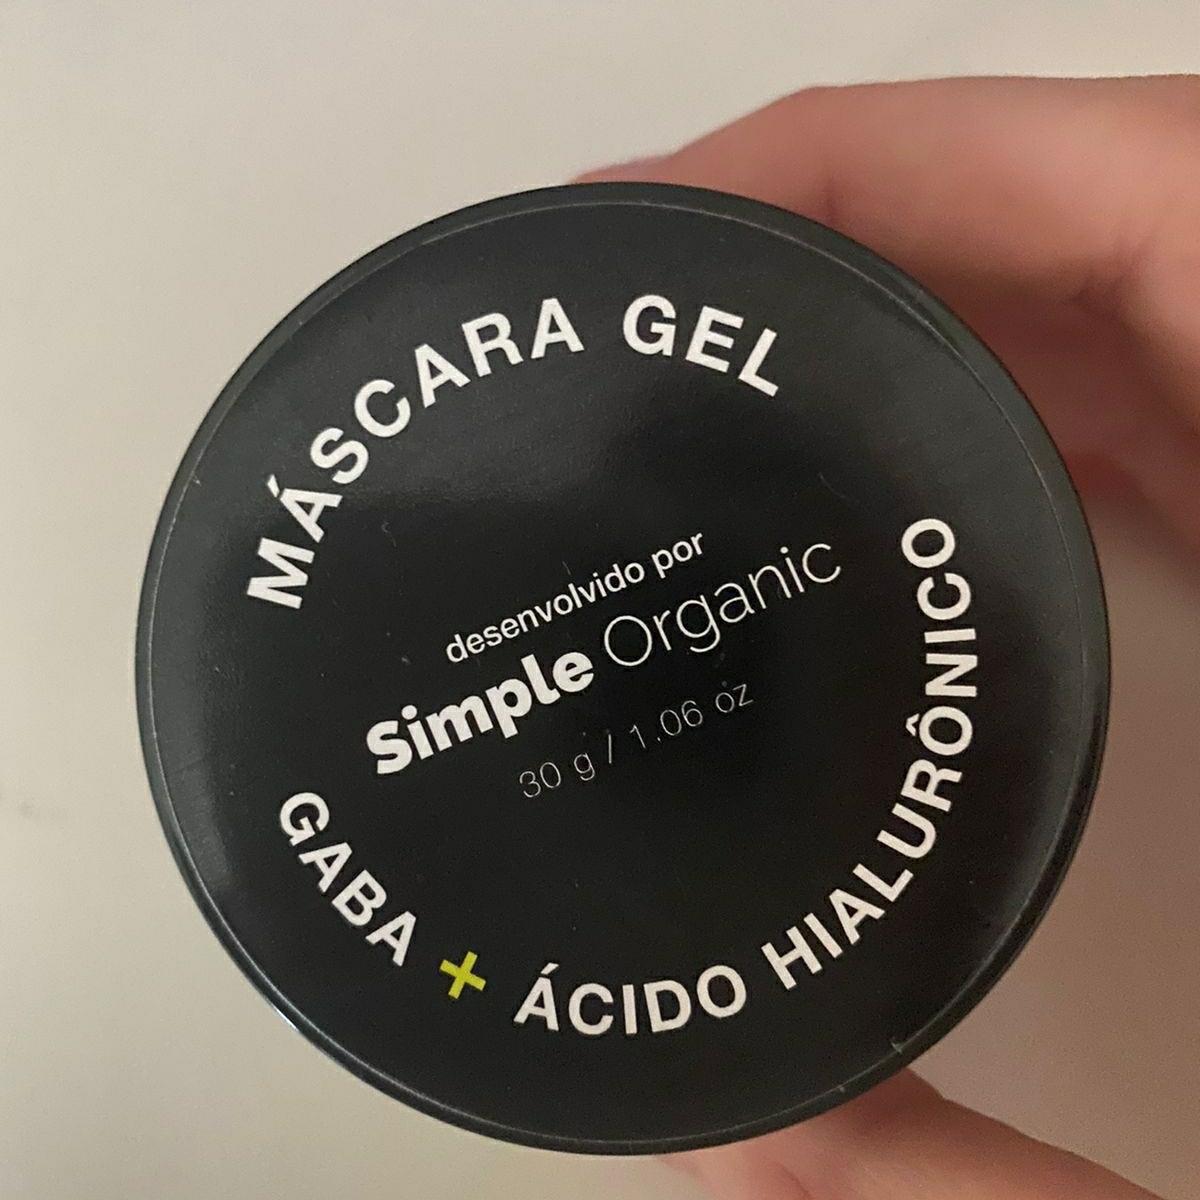 MÁSCARA GEL
desenvolvido por
Simple Organic
30 g / 1.06 oz
GABA + ÁCIDO HIALURÔNICO